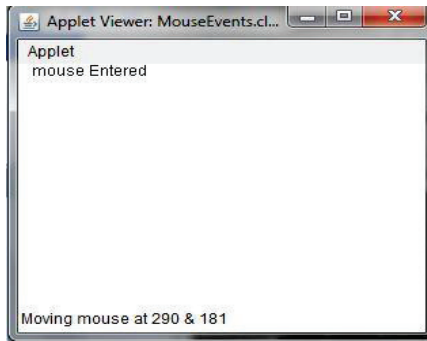 Applet Viewer: MouseEvents.cl...
Applet
mouse Entered
Moving mouse at 290 & 181